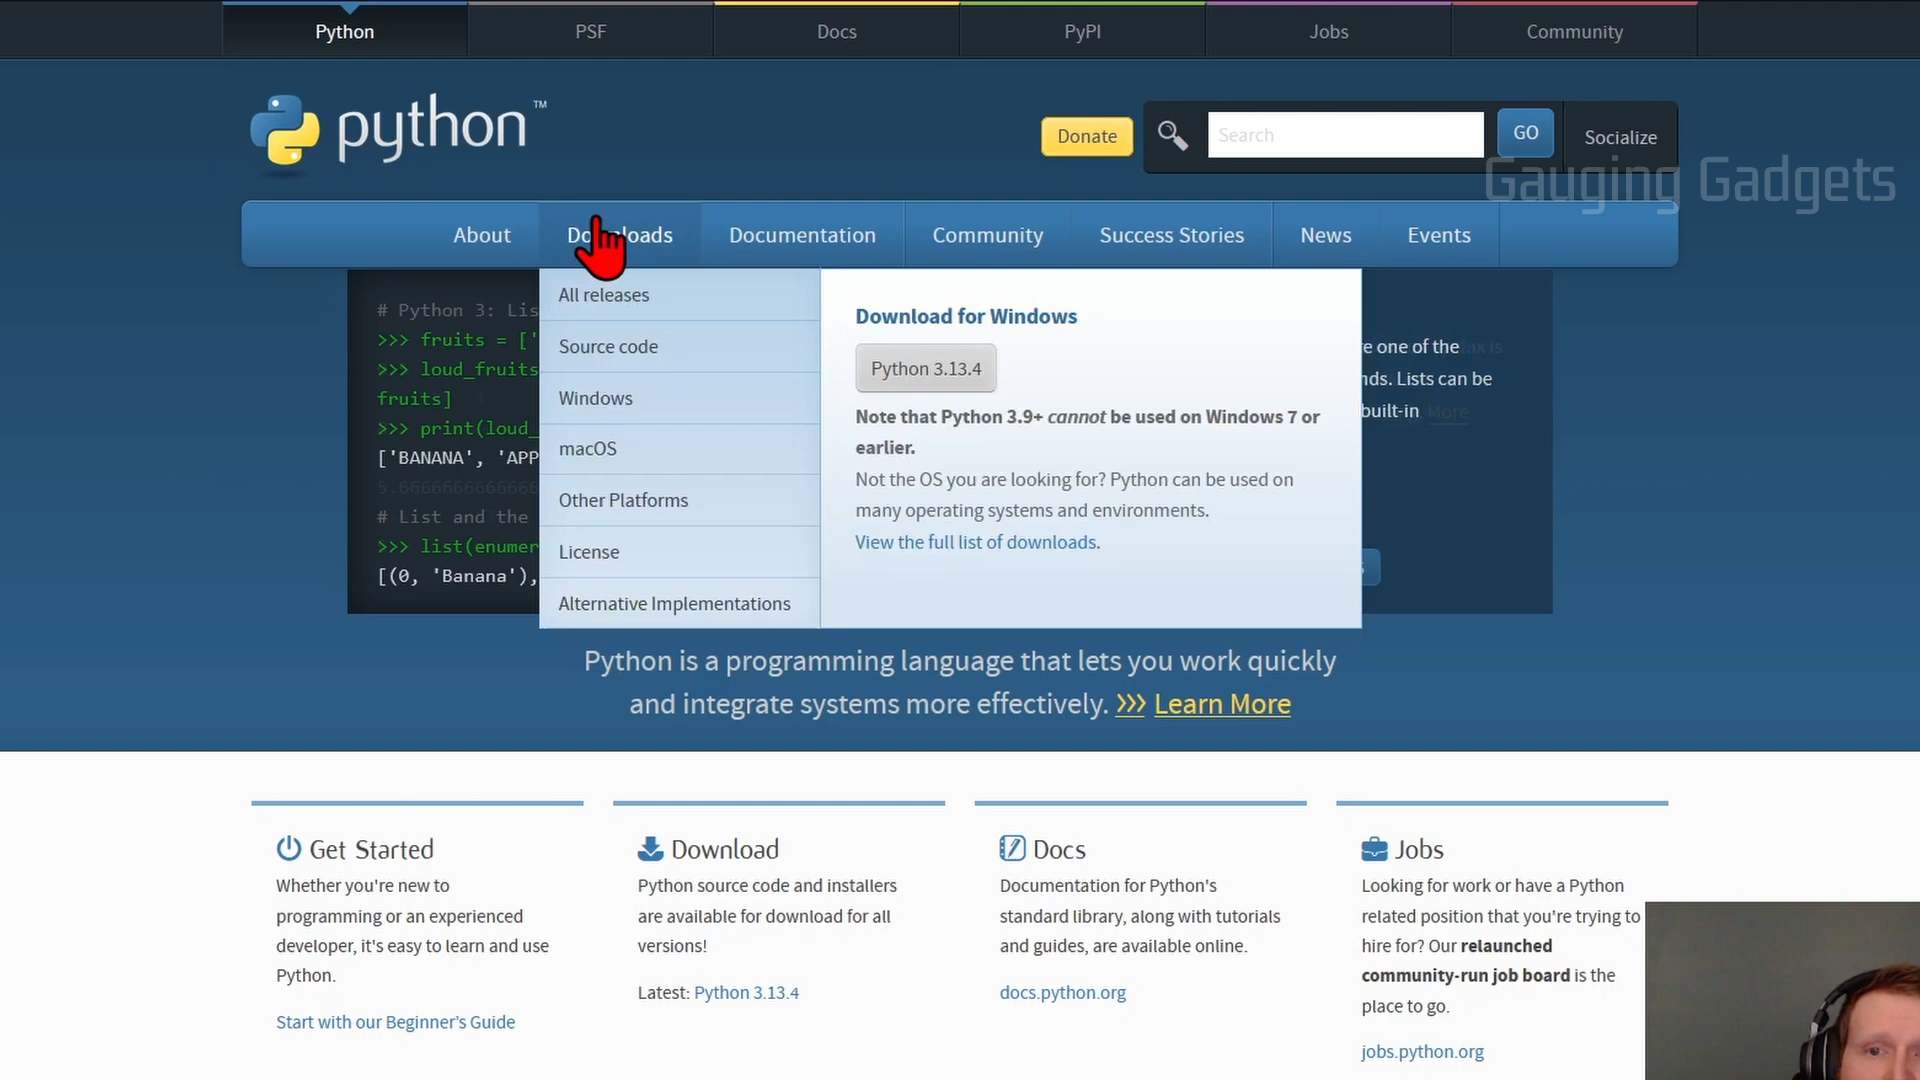 Python
PSF
Docs
PyPI
Jobs
Community
python™
Donate
Search
GO
Socialize
Gauging Gadgets
About
Downloads
Documentation
Community
Success Stories
News
Events
All releases
Source code
Windows
macOS
Other Platforms
License
Alternative Implementations
Download for Windows
Python 3.13.4
Note that Python 3.9+ cannot be used on Windows 7 or
earlier.
Not the OS you are looking for? Python can be used on
many operating systems and environments.
View the full list of downloads.
# Python 3: Lis
>>> fruits = ['
>>> loud_fruits
fruits]
>>> print(loud_
['BANANA', 'APP
# List and the
>>> list(enumer
[(0, 'Banana'),
e one of the
nds. Lists can be
built-in More
Python is a programming language that lets you work quickly
and integrate systems more effectively. >>> Learn More
Get Started
Whether you're new to
programming or an experienced
developer, it's easy to learn and use
Python.
Start with our Beginner's Guide
Download
Python source code and installers
are available for download for all
versions!
Latest: Python 3.13.4
Docs
Documentation for Python's
standard library, along with tutorials
and guides, are available online.
docs.python.org
Jobs
Looking for work or have a Python
related position that you're trying to
hire for? Our relaunched
community-run job board is the
place to go.
jobs.python.org